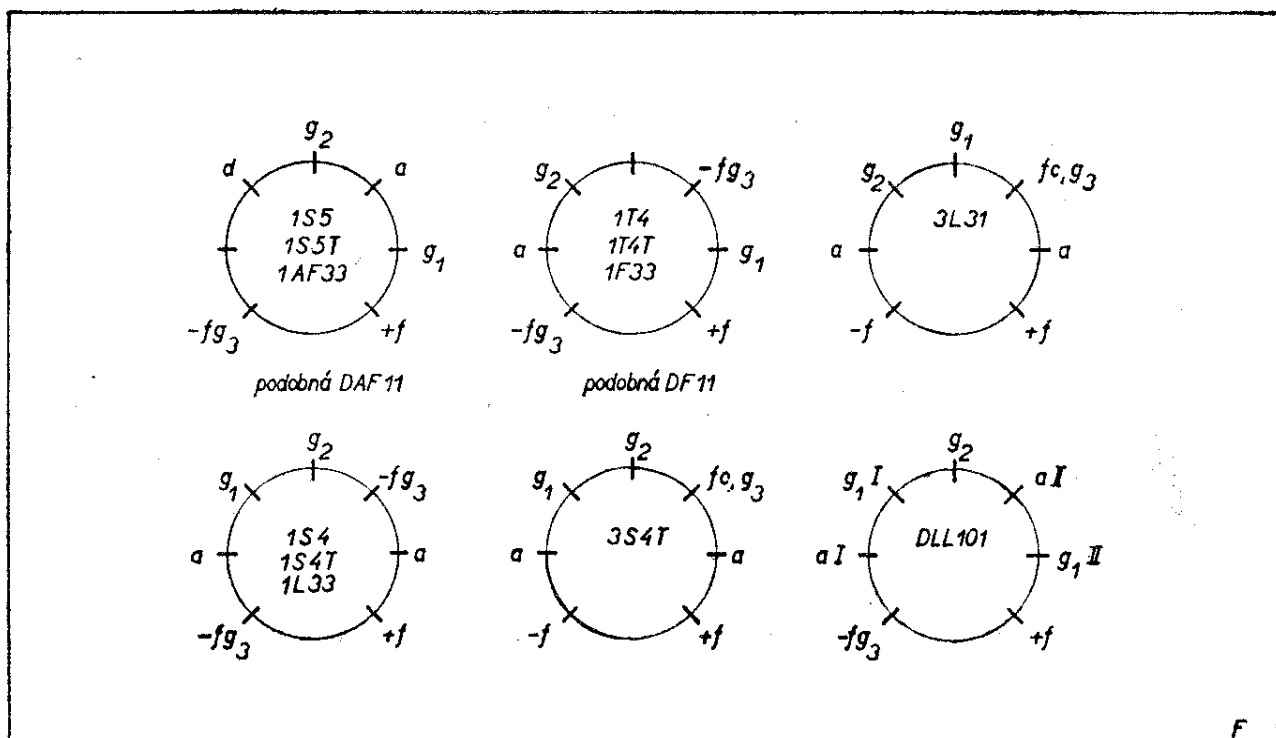 g₂
d a
1S5
1S5T
1AF33
g₁
-fg₃ +f
podobná DAF11
g₂ -fg₃
1T4
1T4T
1F33
a g₁
-fg₃ +f
podobná DF11
g₁
g₂ fc,g₃
3L31
a a
-f +f
g₂
g₁ -fg₃
1S4
1S4T
1L33
a a
-fg₃ +f
g₂
g₁ fc,g₃
3S4T
a a
-f +f
g₂
g₁ I a II
DLL101
a I g₁ II
-fg₃ +f
F